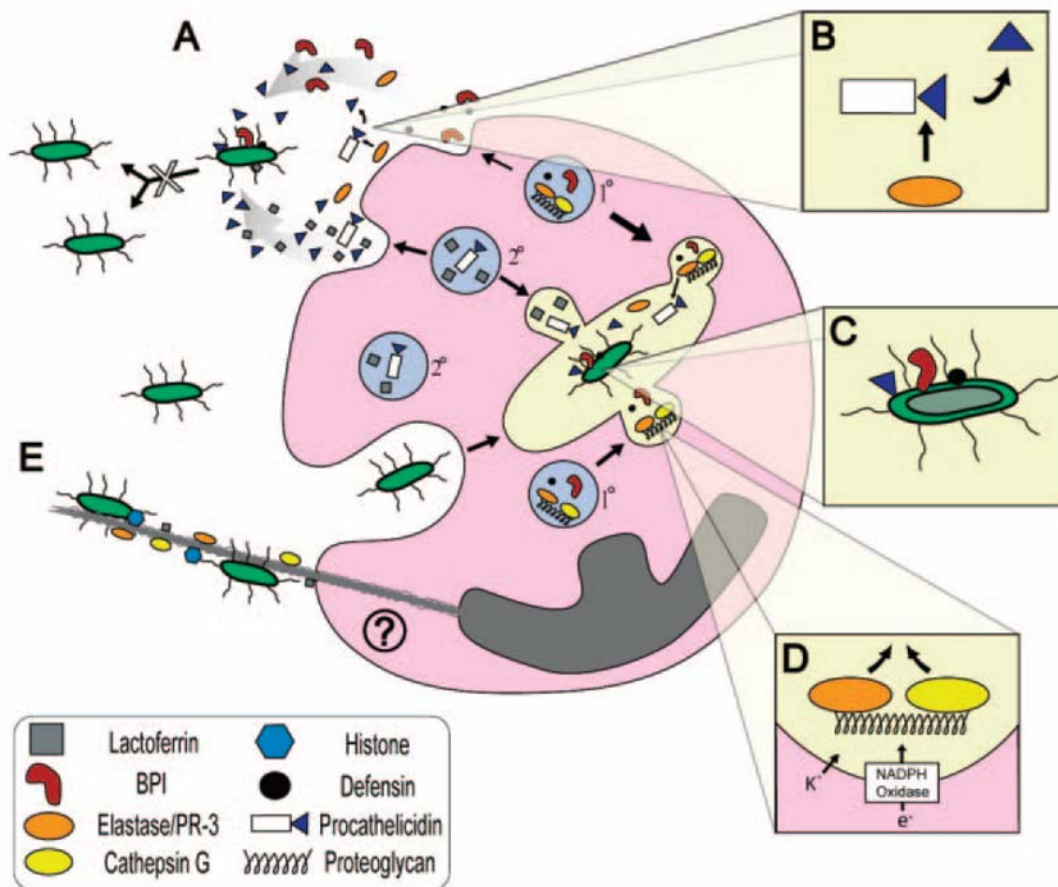 A
B
1°
2°
2°
C
E
1°
?
D
K⁺
NADPH
Oxidase
e⁻
Lactoferrin
Histone
BPI
Defensin
Elastase/PR-3
Procathelicidin
Cathepsin G
Proteoglycan